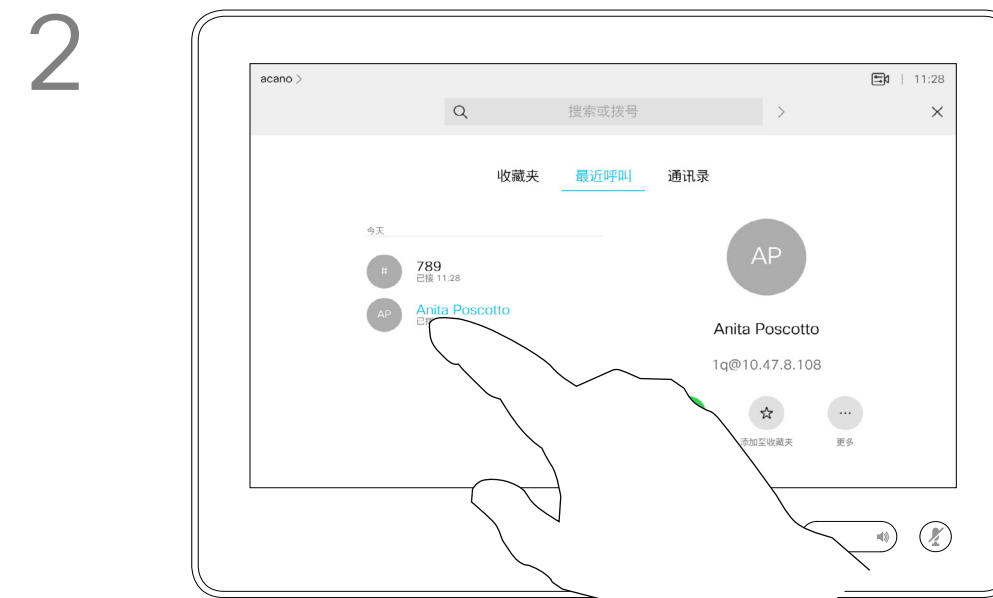 2
acano >
11:28
搜索或拨号
收藏夹 最近呼叫 通讯录
今天
#
789
已接 11:28
AP
Anita Poscotto
AP
Anita Poscotto
1q@10.47.8.108
添加至收藏夹 更多